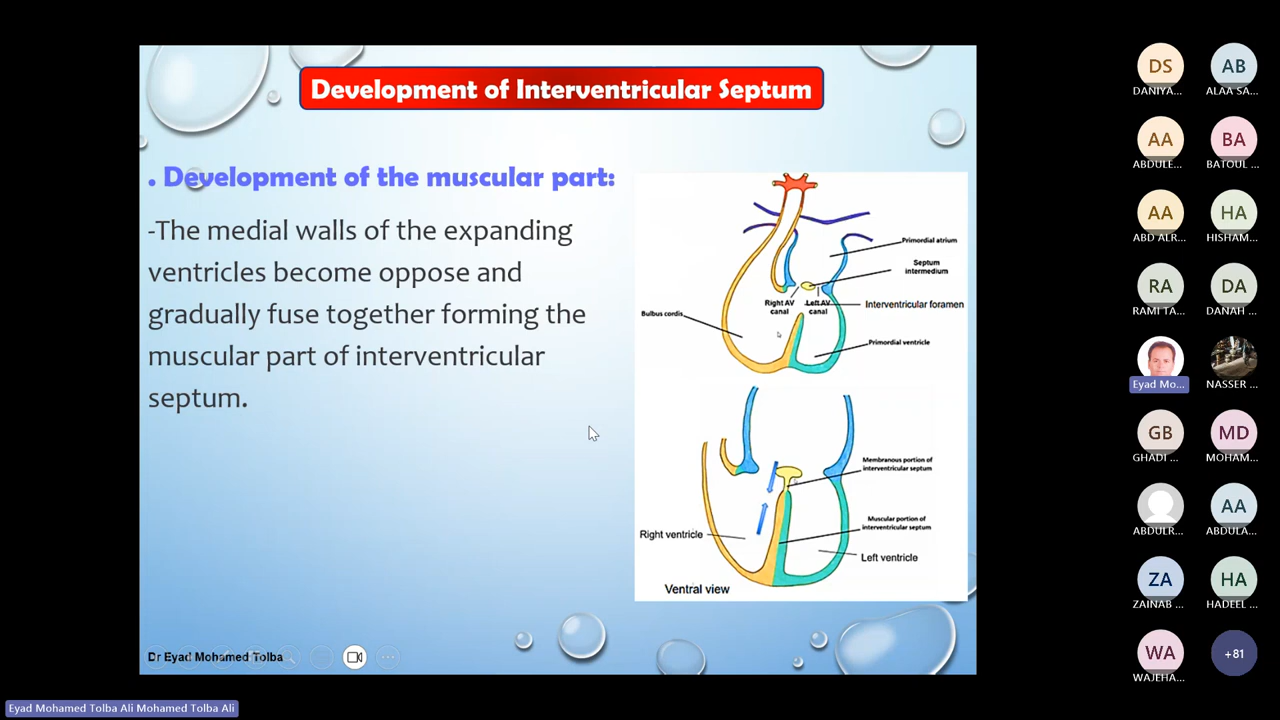 Development of Interventricular Septum
. Development of the muscular part:
-The medial walls of the expanding
ventricles become oppose and
gradually fuse together forming the
muscular part of interventricular
septum.
Primordial atrium
Septum
intermedium
Right AV
canal
Left AV
canal
Interventricular foramen
Bulbus cordis
Primordial ventricle
Membranous portion of
interventricular septum
Muscular portion of
interventricular septum
Right ventricle
Left ventricle
Ventral view
Dr Eyad Mohamed Tolba
DS
DANIYA...
AB
ALAA SA...
AA
ABDULE...
BA
BATOUL ...
AA
ABD ALR...
HA
HISHAM...
RA
RAMI TA...
DA
DANAH ...
Eyad Mo...
NASSER ...
GB
GHADI ...
MD
MOHAM...
ABDULR...
AA
ABDULA...
ZA
ZAINAB ...
HA
HADEEL ...
WA
WAJEHA...
+81
Eyad Mohamed Tolba Ali Mohamed Tolba Ali